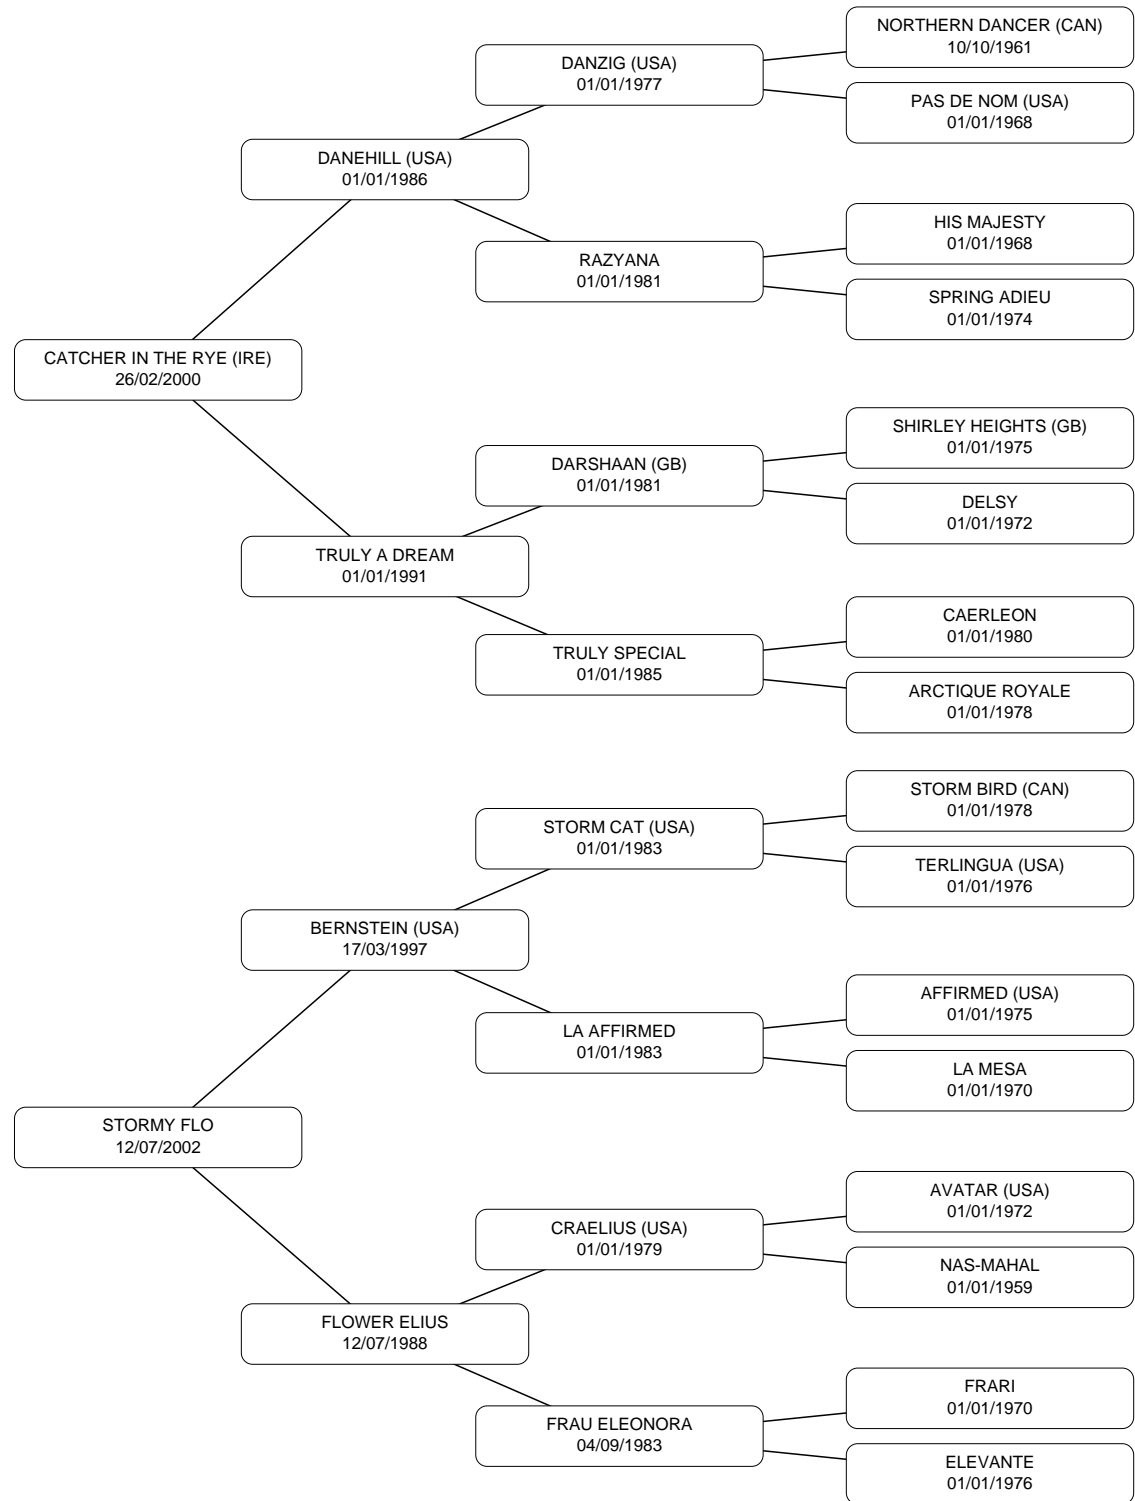 NORTHERN DANCER (CAN)
10/10/1961
DANZIG (USA)
01/01/1977
PAS DE NOM (USA)
01/01/1968
DANEHILL (USA)
01/01/1986
HIS MAJESTY
01/01/1968
RAZYANA
01/01/1981
SPRING ADIEU
01/01/1974
CATCHER IN THE RYE (IRE)
26/02/2000
SHIRLEY HEIGHTS (GB)
01/01/1975
DARSHAAN (GB)
01/01/1981
DELSY
01/01/1972
TRULY A DREAM
01/01/1991
CAERLEON
01/01/1980
TRULY SPECIAL
01/01/1985
ARCTIQUE ROYALE
01/01/1978
STORM BIRD (CAN)
01/01/1978
STORM CAT (USA)
01/01/1983
TERLINGUA (USA)
01/01/1976
BERNSTEIN (USA)
17/03/1997
AFFIRMED (USA)
01/01/1975
LA AFFIRMED
01/01/1983
LA MESA
01/01/1970
STORMY FLO
12/07/2002
AVATAR (USA)
01/01/1972
CRAELIUS (USA)
01/01/1979
NAS-MAHAL
01/01/1959
FLOWER ELIUS
12/07/1988
FRARI
01/01/1970
FRAU ELEONORA
04/09/1983
ELEVANTE
01/01/1976